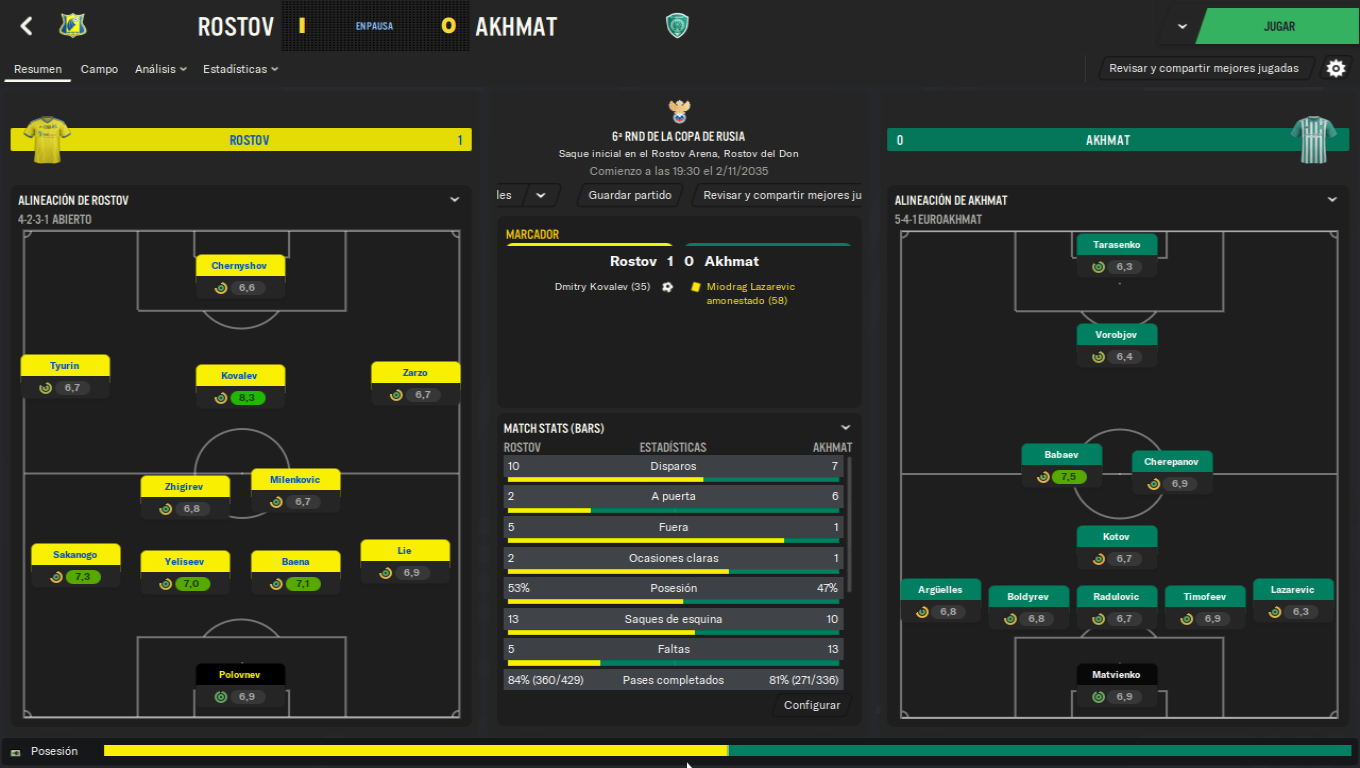 ROSTOV 1 EN PAUSA 0 AKHMAT
JUGAR
Resumen Campo Análisis Estadísticas
Revisar y compartir mejores jugadas
ROSTOV 1
6ª RND DE LA COPA DE RUSIA
Saque inicial en el Rostov Arena, Rostov del Don
Comienzo a las 19:30 el 2/11/2035
les Guardar partido Revisar y compartir mejores ju
0 AKHMAT
ALINEACIÓN DE ROSTOV
4-2-3-1 ABIERTO
Chernyshov
6,6
Tyurin
6,7
Kovalev
8,3
Zarzo
6,7
Zhigirev
6,8
Milenkovic
6,7
Sakanogo
7,3
Yeliseev
7,0
Baena
7,1
Lie
6,9
Polovnev
6,9
MARCADOR
Rostov 1 0 Akhmat
Dmitry Kovalev (35)
Miodrag Lazarevic
amonestado (58)
MATCH STATS (BARS)
ROSTOV ESTADÍSTICAS AKHMAT
10 Disparos 7
2 A puerta 6
5 Fuera 1
2 Ocasiones claras 1
53% Posesión 47%
13 Saques de esquina 10
5 Faltas 13
84% (360/429) Pases completados 81% (271/336)
Configurar
ALINEACIÓN DE AKHMAT
5-4-1 EUROAKHMAT
Tarasenko
6,3
Vorobjov
6,4
Babaev
7,5
Cherepanov
6,9
Kotov
6,7
Argüelles
6,8
Boldyrev
6,8
Radulovic
6,7
Timofeev
6,9
Lazarevic
6,3
Matvienko
6,9
Posesión